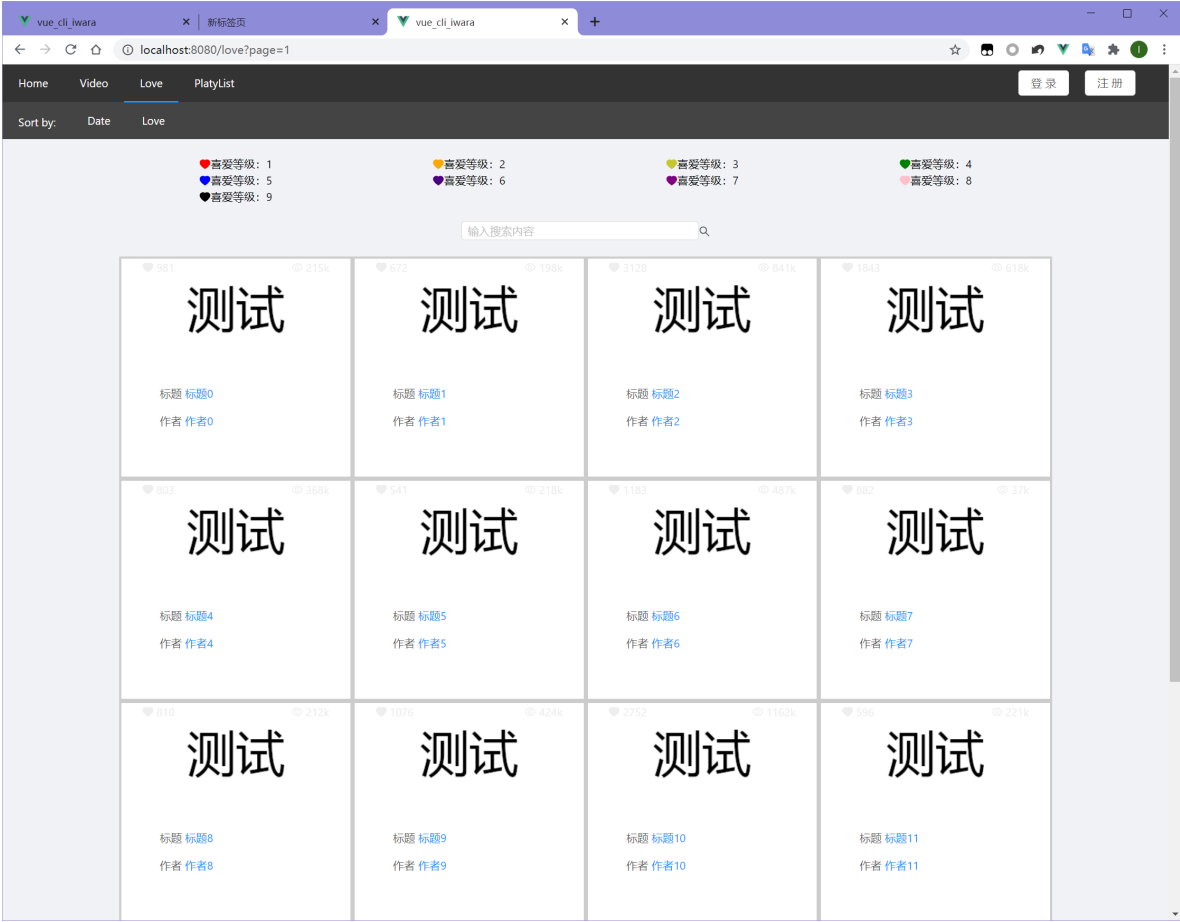 vue_cli_iwara 新标签页 vue_cli_iwara
localhost:8080/love?page=1
Home Video Love PlatyList 登 录 注 册
Sort by: Date Love
喜爱等级：1 喜爱等级：2 喜爱等级：3 喜爱等级：4
喜爱等级：5 喜爱等级：6 喜爱等级：7 喜爱等级：8
喜爱等级：9
输入搜索内容
981 215k 672 198k 3128 841k 1843 618k
测试 测试 测试 测试
标题 标题0 标题 标题1 标题 标题2 标题 标题3
作者 作者0 作者 作者1 作者 作者2 作者 作者3
803 368k 541 218k 1163 487k 882 37k
测试 测试 测试 测试
标题 标题4 标题 标题5 标题 标题6 标题 标题7
作者 作者4 作者 作者5 作者 作者6 作者 作者7
810 212k 1076 424k 2752 1162k 596 221k
测试 测试 测试 测试
标题 标题8 标题 标题9 标题 标题10 标题 标题11
作者 作者8 作者 作者9 作者 作者10 作者 作者11